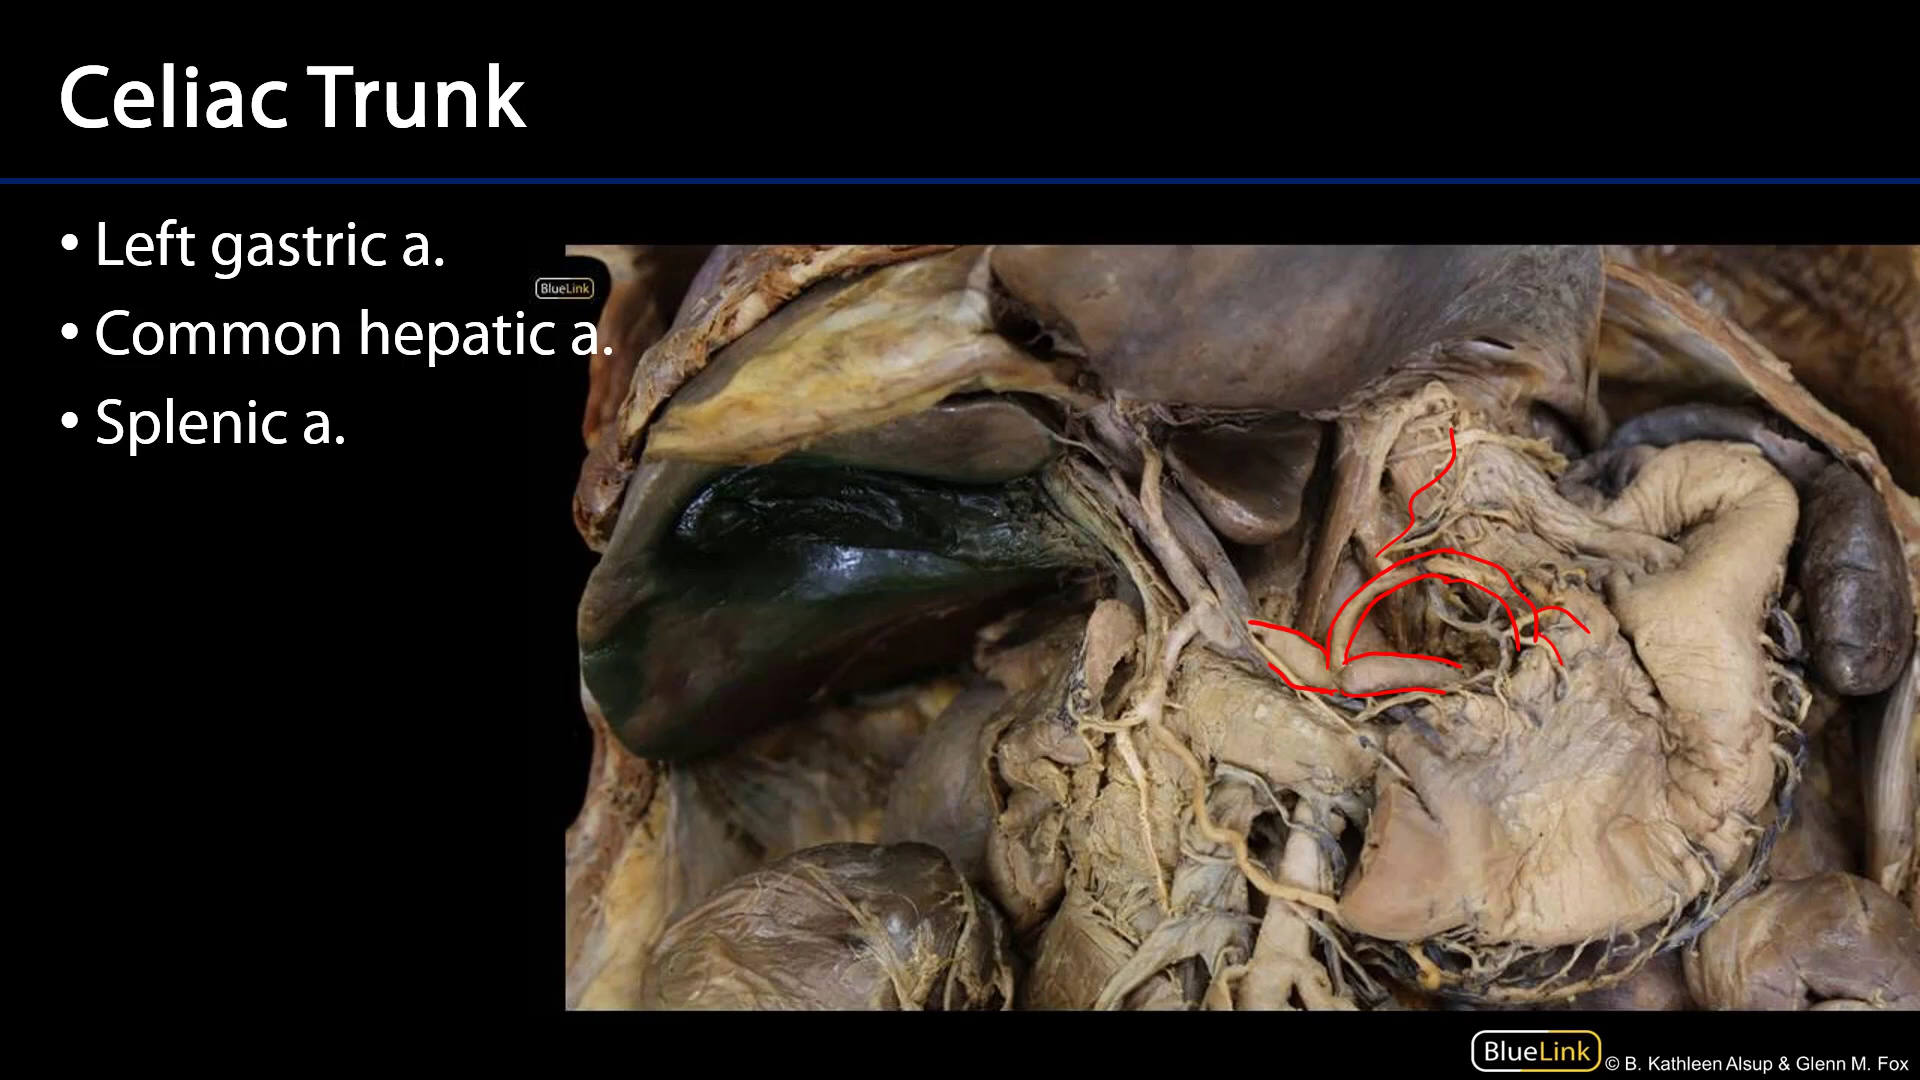 Celiac Trunk
• Left gastric a.
• Common hepatic a.
• Splenic a.
BlueLink
BlueLink © B. Kathleen Alsup & Glenn M. Fox